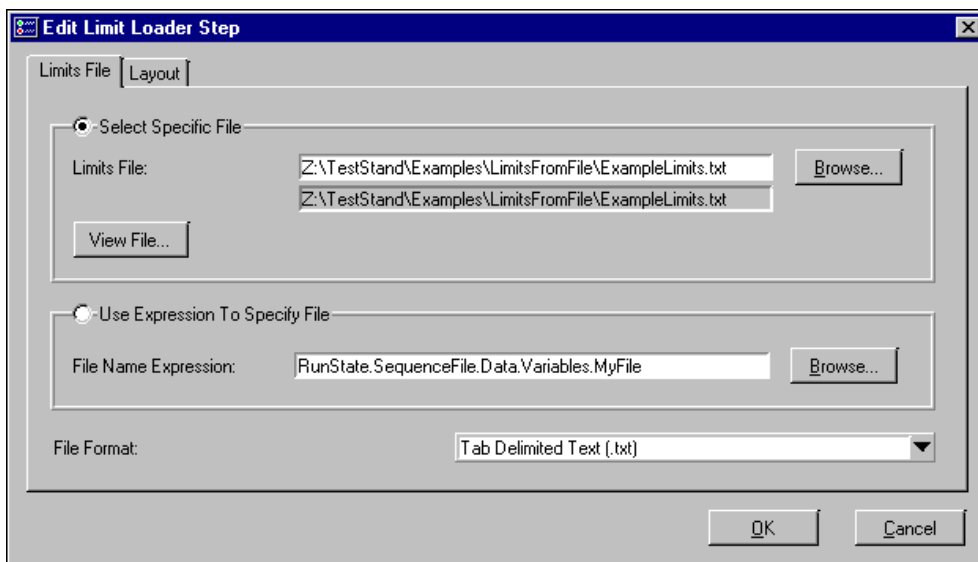 Edit Limit Loader Step
Limits File Layout
Select Specific File
Limits File: Z:\TestStand\Examples\LimitsFromFile\ExampleLimits.txt Browse...
Z:\TestStand\Examples\LimitsFromFile\ExampleLimits.txt
View File...
Use Expression To Specify File
File Name Expression: RunState.SequenceFile.Data.Variables.MyFile Browse...
File Format: Tab Delimited Text (.txt)
OK Cancel